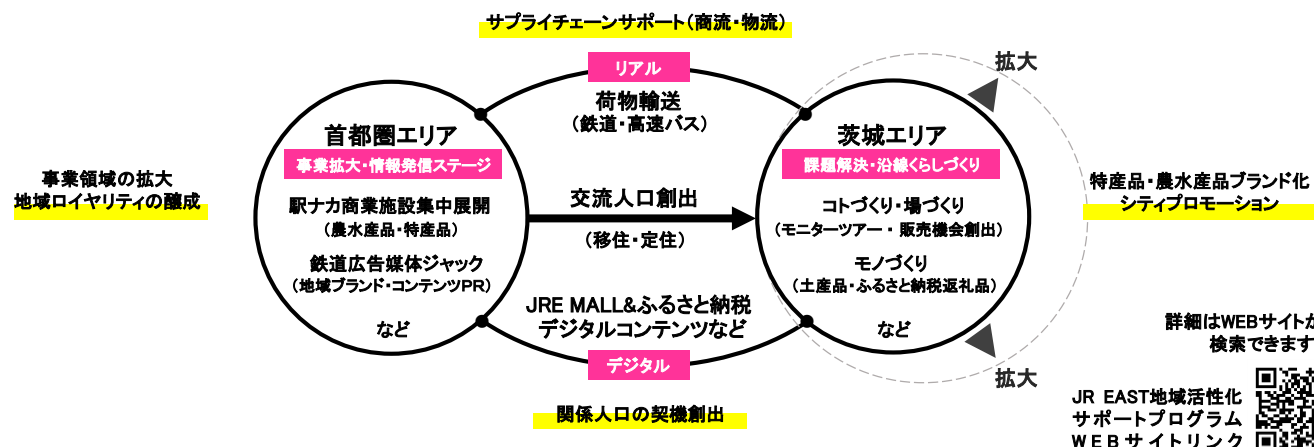 サプライチェーンサポート(商流・物流)
リアル
荷物輸送
(鉄道・高速バス)
拡大
首都圏エリア
事業拡大・情報発信ステージ
駅ナカ商業施設集中展開
(農水産品・特産品)
鉄道広告媒体ジャック
(地域ブランド・コンテンツPR)
など
事業領域の拡大
地域ロイヤリティの醸成
交流人口創出
(移住・定住)
茨城エリア
課題解決・沿線くらしづくり
コトづくり・場づくり
(モニターツアー・販売機会創出)
モノづくり
(土産品・ふるさと納税返礼品)
など
特産品・農水産品ブランド化
シティプロモーション
JRE MALL&ふるさと納税
デジタルコンテンツなど
デジタル
拡大
関係人口の契機創出
詳細はWEBサイトか
検索できます
JR EAST地域活性化
サポートプログラム
WEBサイトリンク